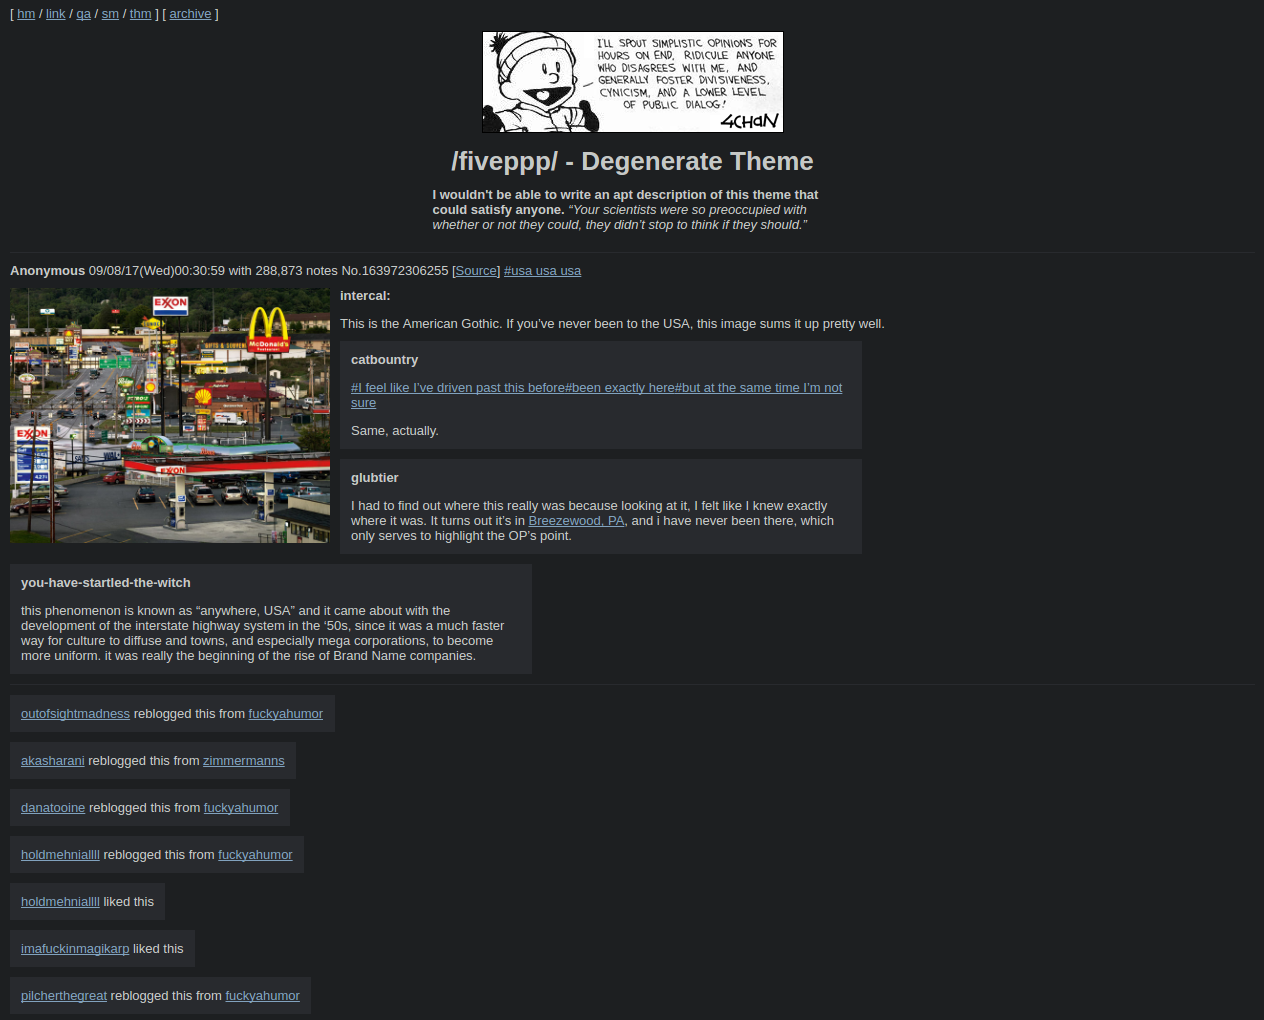 [ hm / link / qa / sm / thm ] [ archive ]
I'LL SPOUT SIMPLISTIC OPINIONS FOR
HOURS ON END, RIDICULE ANYONE
WHO DISAGREES WITH ME, AND
GENERALLY FOSTER DIVISIVENESS,
CYNICISM, AND A LOWER LEVEL
OF PUBLIC DIALOG!
4CHAN
/fiveppp/ - Degenerate Theme
I wouldn't be able to write an apt description of this theme that
could satisfy anyone. “Your scientists were so preoccupied with
whether or not they could, they didn’t stop to think if they should.”
Anonymous 09/08/17(Wed)00:30:59 with 288,873 notes No.163972306255 [Source] #usa usa usa
EXXON
McDonald's
EXXON
EXXON
intercal:
This is the American Gothic. If you’ve never been to the USA, this image sums it up pretty well.
catbountry
#I feel like I’ve driven past this before#been exactly here#but at the same time I’m not
sure
Same, actually.
glubtier
I had to find out where this really was because looking at it, I felt like I knew exactly
where it was. It turns out it’s in Breezewood, PA, and i have never been there, which
only serves to highlight the OP’s point.
you-have-startled-the-witch
this phenomenon is known as “anywhere, USA” and it came about with the
development of the interstate highway system in the ‘50s, since it was a much faster
way for culture to diffuse and towns, and especially mega corporations, to become
more uniform. it was really the beginning of the rise of Brand Name companies.
outofsightmadness reblogged this from fuckyahumor
akasharani reblogged this from zimmermanns
danatooine reblogged this from fuckyahumor
holdmehniallll reblogged this from fuckyahumor
holdmehniallll liked this
imafuckinmagikarp liked this
pilcherthegreat reblogged this from fuckyahumor